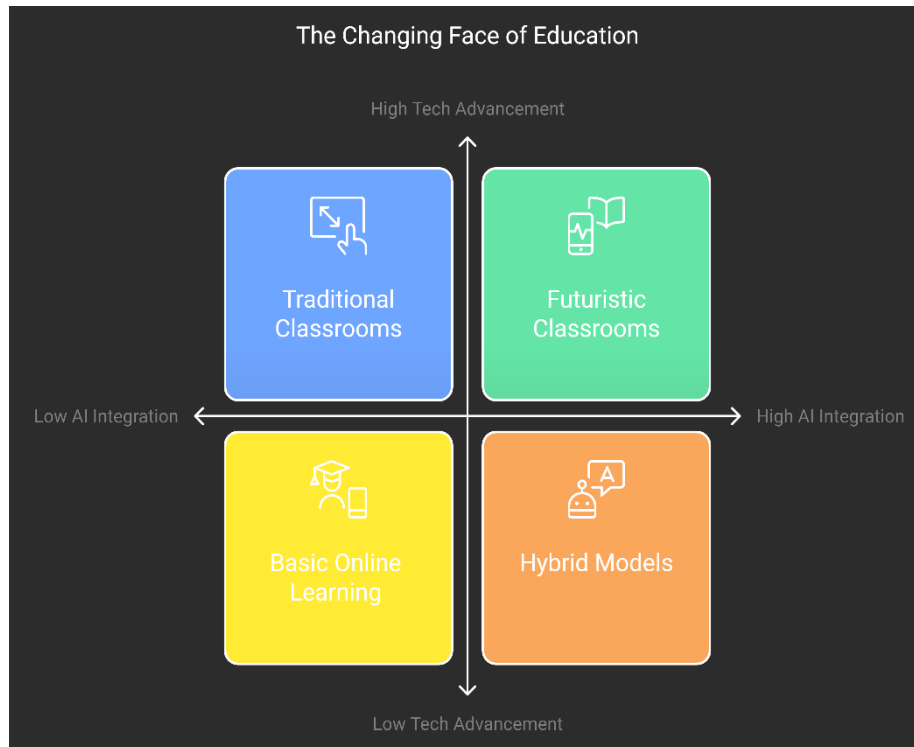 The Changing Face of Education
High Tech Advancement
Traditional
Classrooms
Futuristic
Classrooms
Low AI Integration
High AI Integration
A
Basic Online
Learning
Hybrid Models
Low Tech Advancement